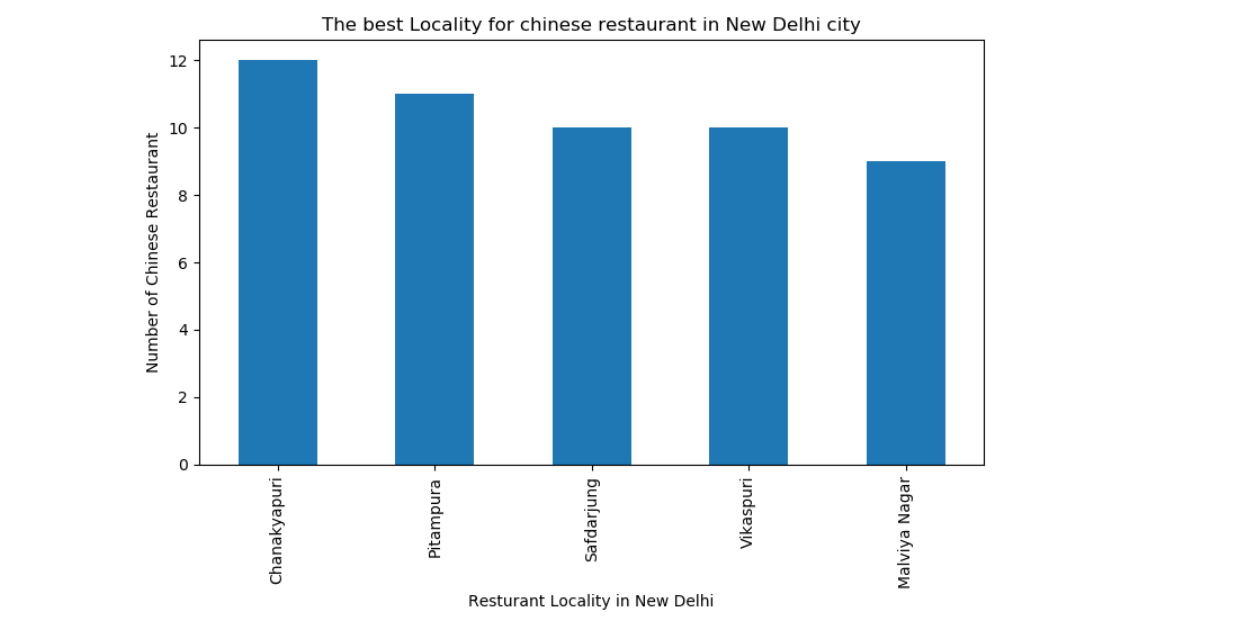 The best Locality for chinese restaurant in New Delhi city
Number of Chinese Restaurant
12
10
8
6
4
2
0
Chanakyapuri
Pitampura
Safdarjung
Vikaspuri
Malviya Nagar
Resturant Locality in New Delhi